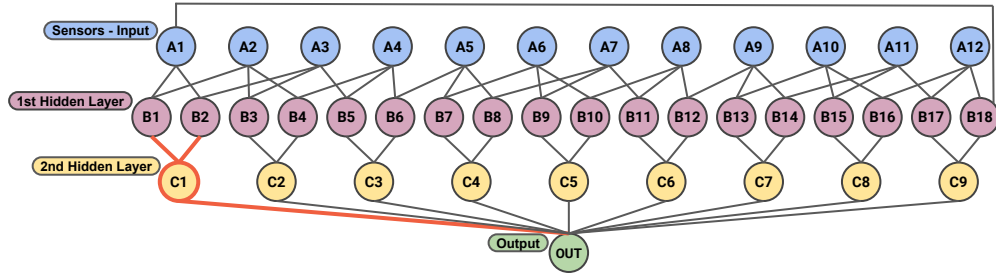 Sensors - Input
A1 A2 A3 A4 A5 A6 A7 A8 A9 A10 A11 A12
1st Hidden Layer
B1 B2 B3 B4 B5 B6 B7 B8 B9 B10 B11 B12 B13 B14 B15 B16 B17 B18
2nd Hidden Layer
C1 C2 C3 C4 C5 C6 C7 C8 C9
Output
OUT